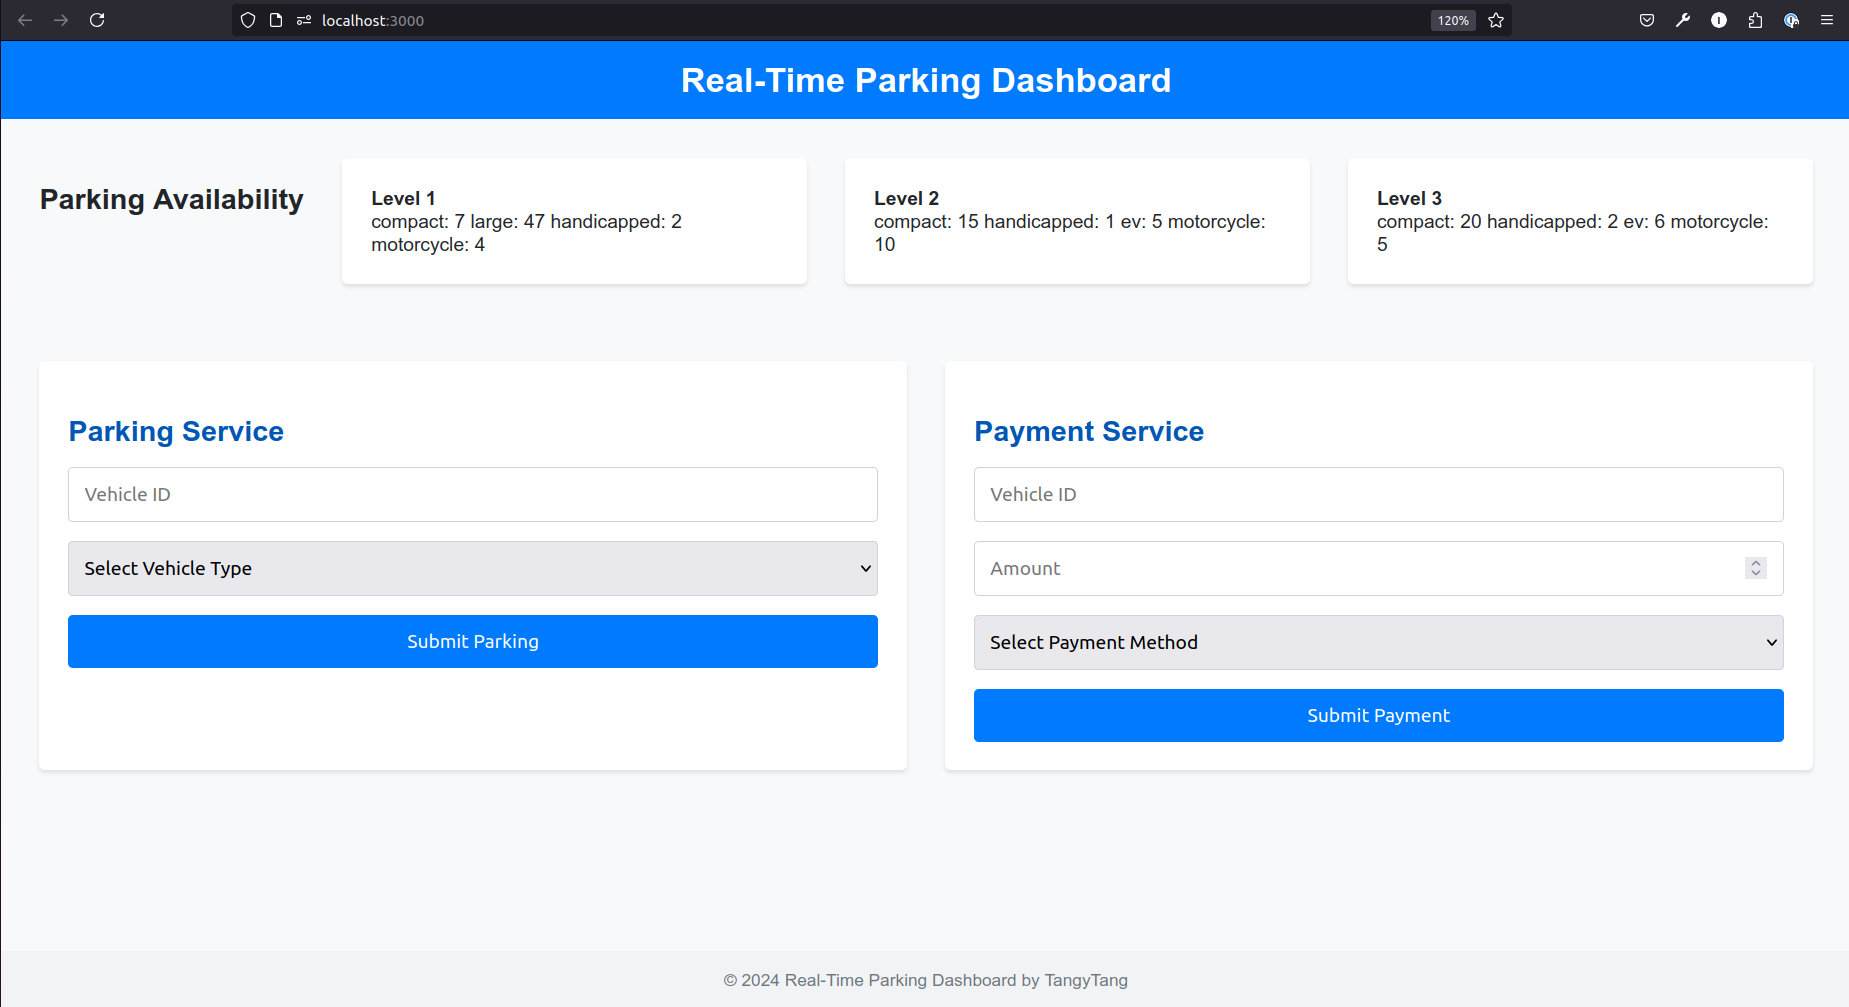 localhost:3000
120%
Real-Time Parking Dashboard
Parking Availability
Level 1
compact: 7 large: 47 handicapped: 2
motorcycle: 4
Level 2
compact: 15 handicapped: 1 ev: 5 motorcycle:
10
Level 3
compact: 20 handicapped: 2 ev: 6 motorcycle:
5
Parking Service
Vehicle ID
Select Vehicle Type
Submit Parking
Payment Service
Vehicle ID
Amount
Select Payment Method
Submit Payment
© 2024 Real-Time Parking Dashboard by TangyTang